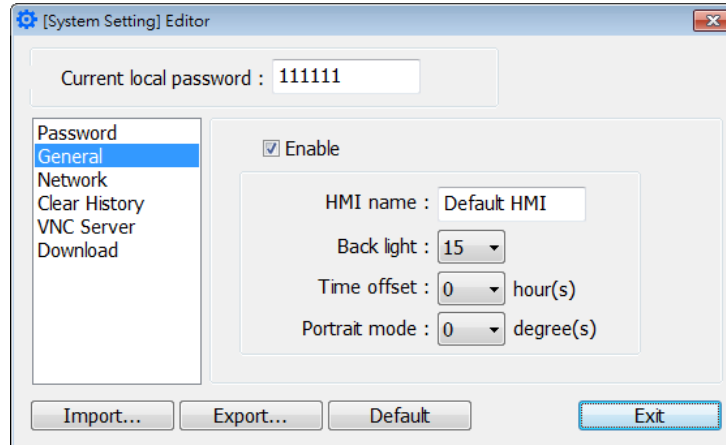 [System Setting] Editor
Current local password : 111111
Password
General
Network
Clear History
VNC Server
Download
Enable
HMI name : Default HMI
Back light : 15
Time offset : 0 hour(s)
Portrait mode : 0 degree(s)
Import... Export... Default Exit